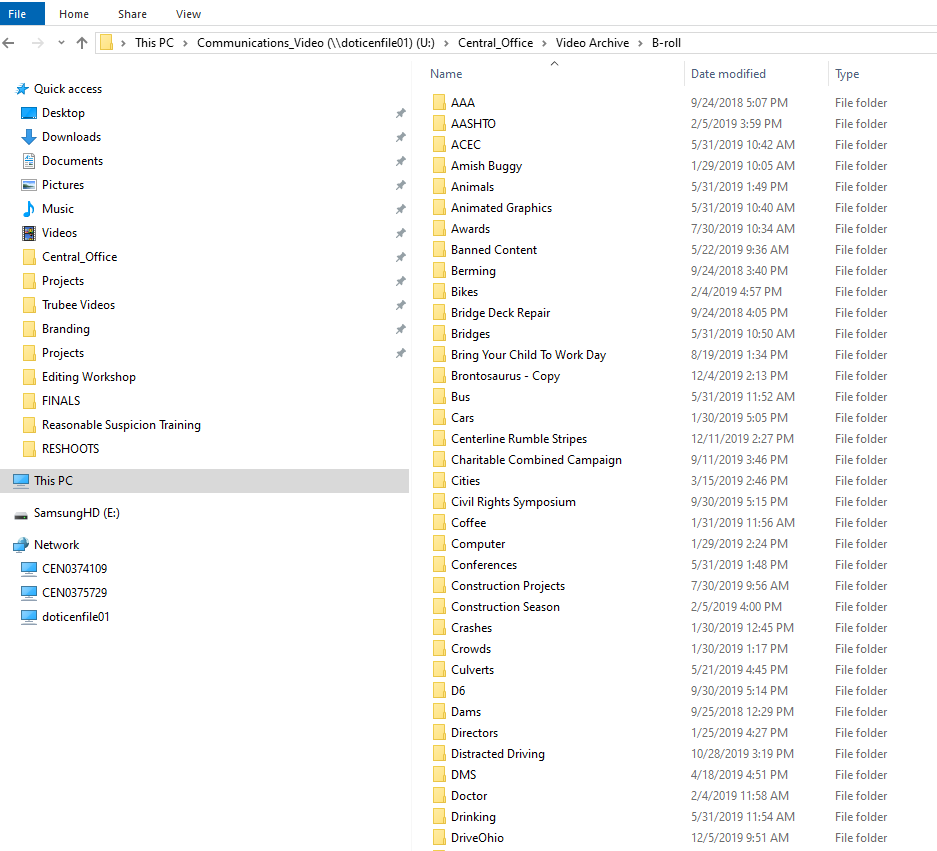 File Home Share View
This PC Communications_Video (\\doticenfile01) (U:) Central_Office Video Archive B-roll
Quick access
Desktop
Downloads
Documents
Pictures
Music
Videos
Central_Office
Projects
Trubee Videos
Branding
Projects
Editing Workshop
FINALS
Reasonable Suspicion Training
RESHOOTS
This PC
SamsungHD (E:)
Network
CEN0374109
CEN0375729
doticenfile01
Name Date modified Type
AAA 9/24/2018 5:07 PM File folder
AASHTO 2/5/2019 3:59 PM File folder
ACEC 5/31/2019 10:42 AM File folder
Amish Buggy 1/29/2019 10:05 AM File folder
Animals 5/31/2019 1:49 PM File folder
Animated Graphics 5/31/2019 10:40 AM File folder
Awards 7/30/2019 10:34 AM File folder
Banned Content 5/22/2019 9:36 AM File folder
Berming 9/24/2018 3:40 PM File folder
Bikes 2/4/2019 4:57 PM File folder
Bridge Deck Repair 9/24/2018 4:05 PM File folder
Bridges 5/31/2019 10:50 AM File folder
Bring Your Child To Work Day 8/19/2019 1:34 PM File folder
Brontosaurus - Copy 12/4/2019 2:13 PM File folder
Bus 5/31/2019 11:52 AM File folder
Cars 1/30/2019 5:05 PM File folder
Centerline Rumble Stripes 12/11/2019 2:27 PM File folder
Charitable Combined Campaign 9/11/2019 3:46 PM File folder
Cities 3/15/2019 2:46 PM File folder
Civil Rights Symposium 9/30/2019 5:15 PM File folder
Coffee 1/31/2019 11:56 AM File folder
Computer 1/29/2019 2:24 PM File folder
Conferences 5/31/2019 1:48 PM File folder
Construction Projects 7/30/2019 9:56 AM File folder
Construction Season 2/5/2019 4:00 PM File folder
Crashes 1/30/2019 12:45 PM File folder
Crowds 1/30/2019 1:17 PM File folder
Culverts 5/21/2019 4:45 PM File folder
D6 9/30/2019 5:14 PM File folder
Dams 9/25/2018 12:29 PM File folder
Directors 1/25/2019 4:27 PM File folder
Distracted Driving 10/28/2019 3:19 PM File folder
DMS 4/18/2019 4:51 PM File folder
Doctor 2/4/2019 11:58 AM File folder
Drinking 5/31/2019 11:54 AM File folder
DriveOhio 12/5/2019 9:51 AM File folder